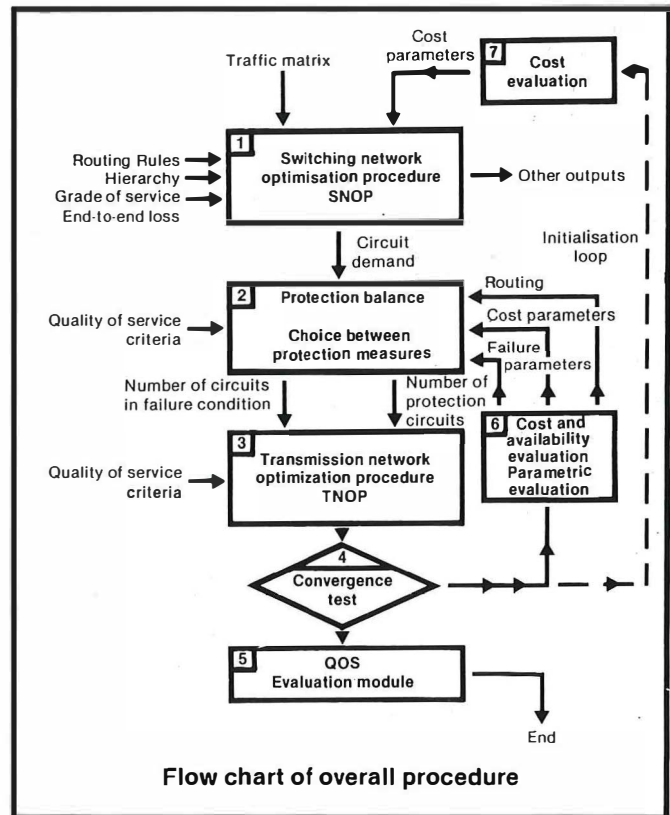 Cost
parameters
7
Cost
evaluation
Traffic matrix
1
Switching network
optimisation procedure
SNOP
Routing Rules
Hierarchy
Grade of service
End-to-end loss
Other outputs
Circuit
demand
Initialisation
loop
2
Protection balance
Choice between
protection measures
Quality of service
criteria
Routing
Cost parameters
Failure
parameters
Number of circuits
in failure condition
Number of
protection
circuits
6
Cost and
availability
evaluation
Parametric
evaluation
3
Transmission network
optimization procedure
TNOP
Quality of service
criteria
4
Convergence
test
5
QOS
Evaluation module
End
Flow chart of overall procedure